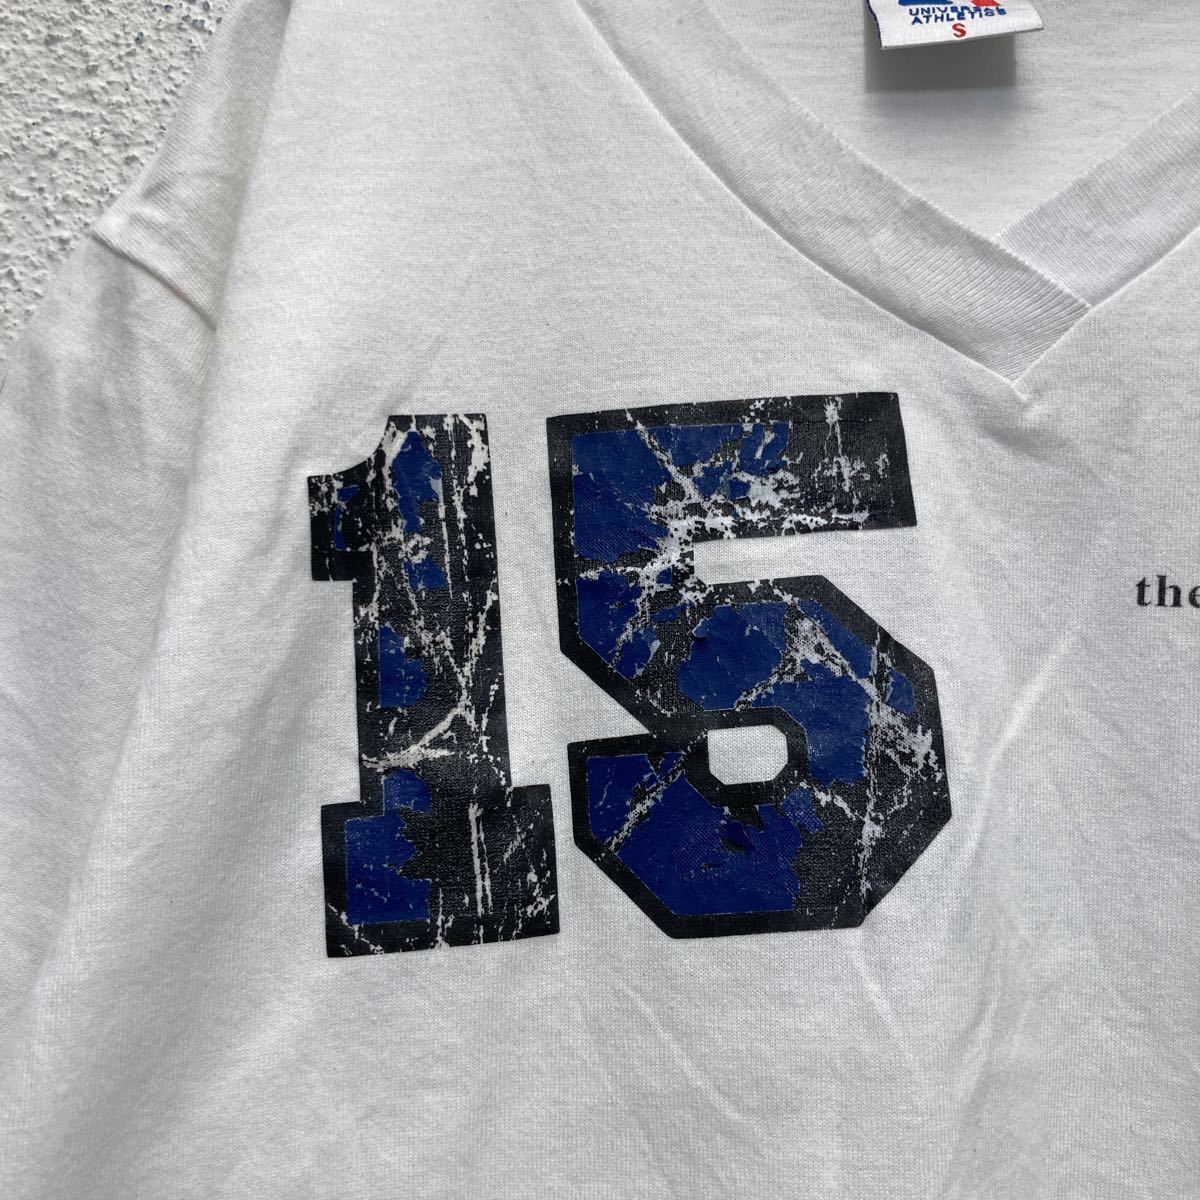 UNIVERSAL
ATHLETICS
S
15
the